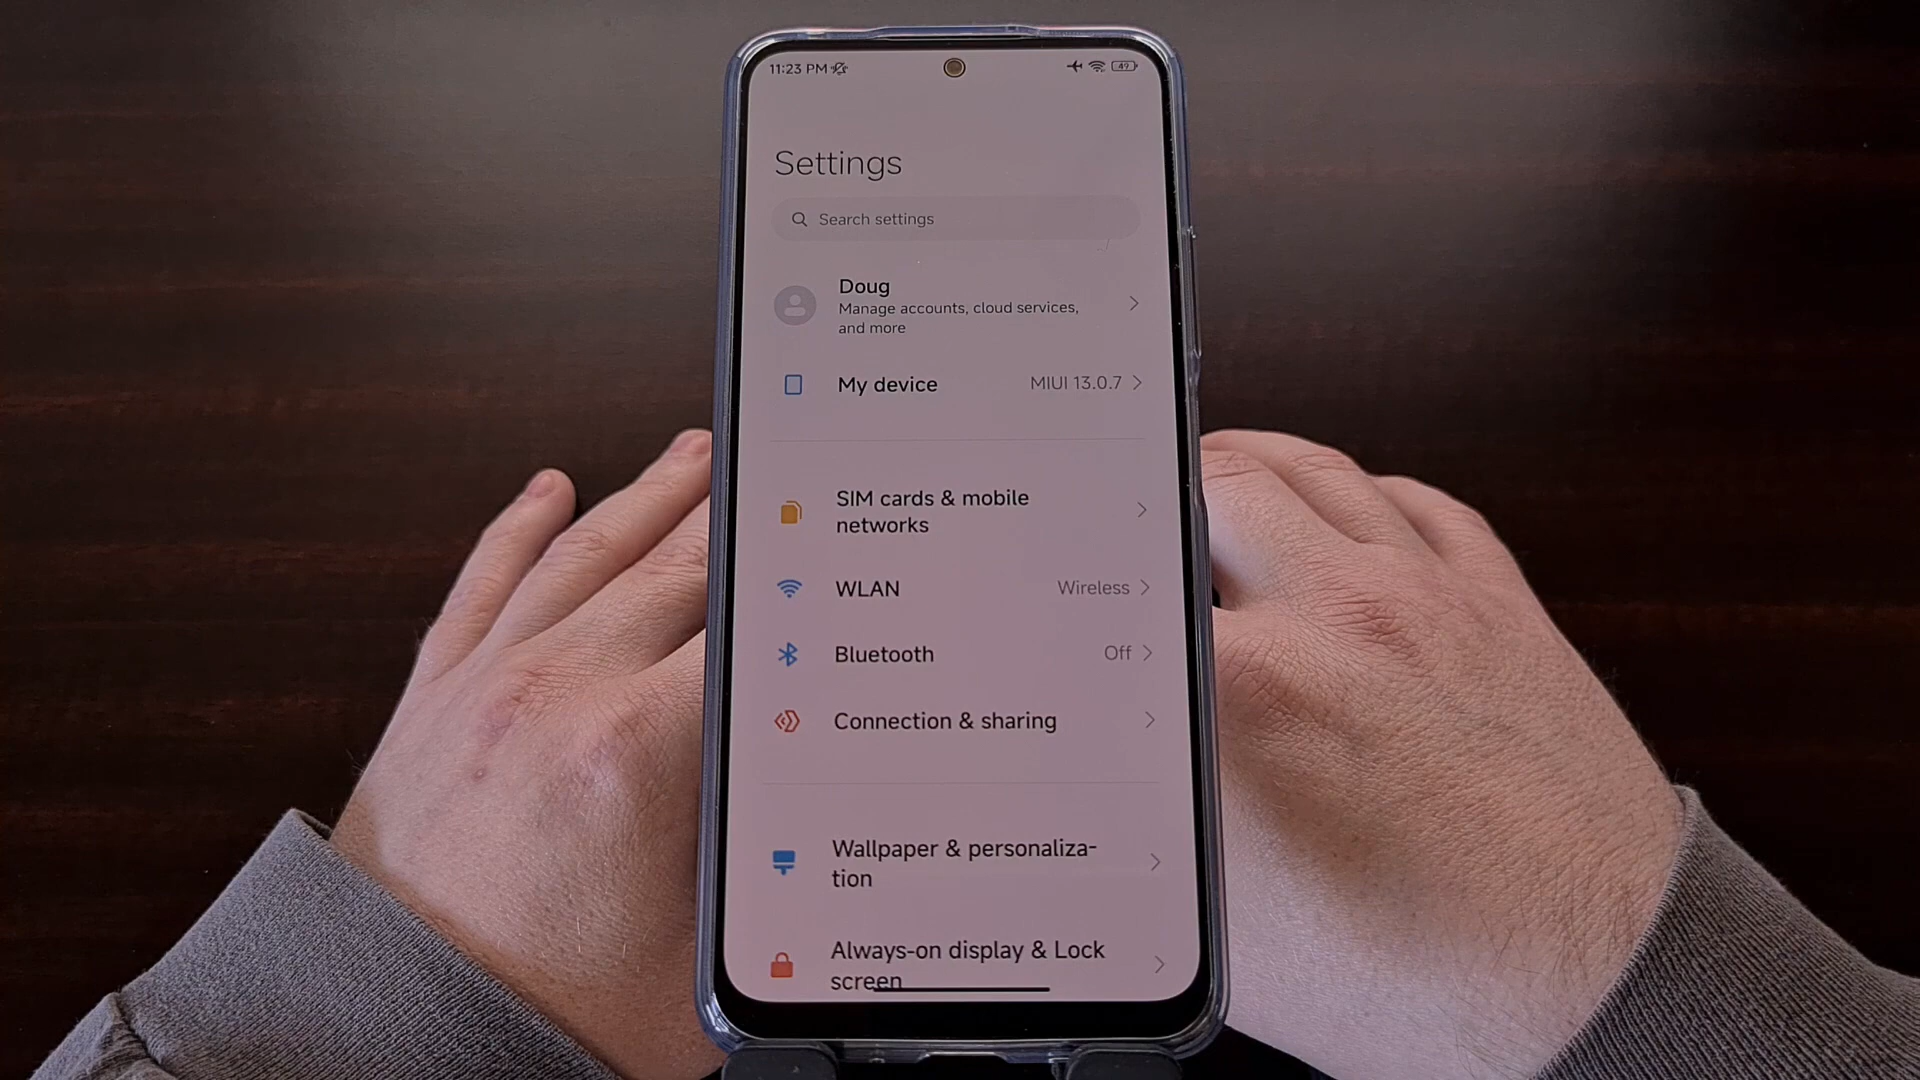 11:23 PM
49
Settings
Search settings
Doug
Manage accounts, cloud services,
and more
My device
MIUI 13.0.7
SIM cards & mobile
networks
WLAN
Wireless
Bluetooth
Off
Connection & sharing
Wallpaper & personaliza-
tion
Always-on display & Lock
screen